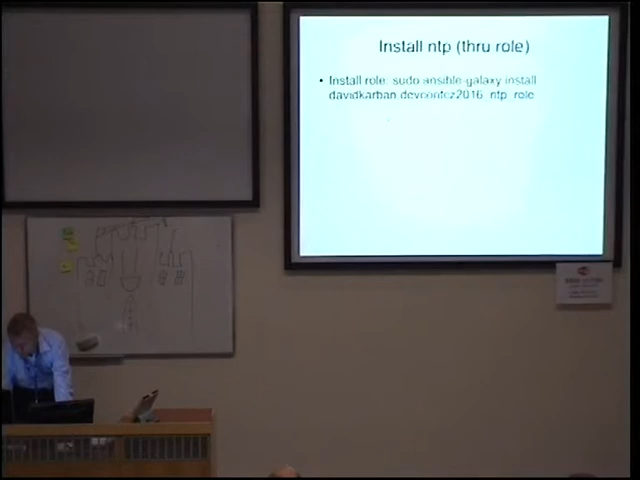 Install ntp (thru role)
• Install role: sudo ansible-galaxy install
davidkarban.devconfcz2016_ntp_role